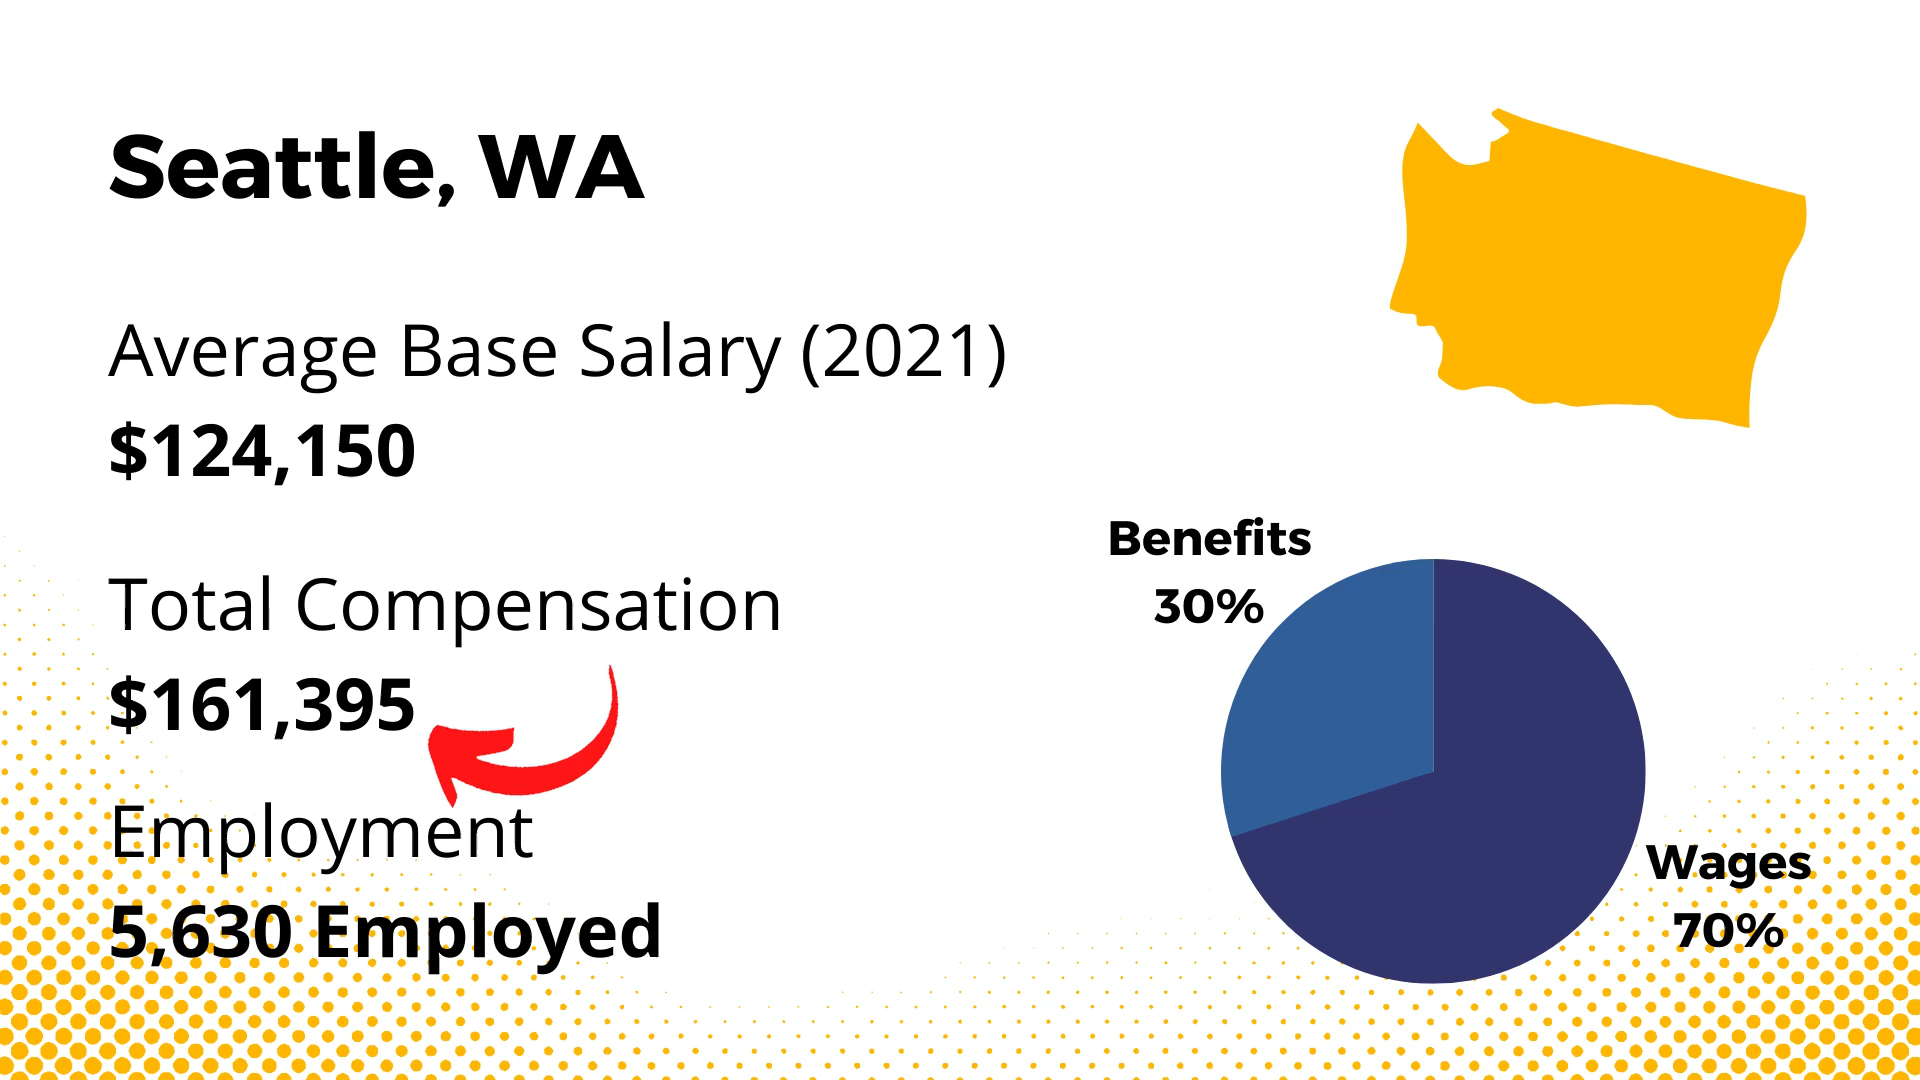 Seattle, WA
Average Base Salary (2021)
$124,150
Total Compensation
$161,395
Employment
5,630 Employed
Benefits
30%
Wages
70%